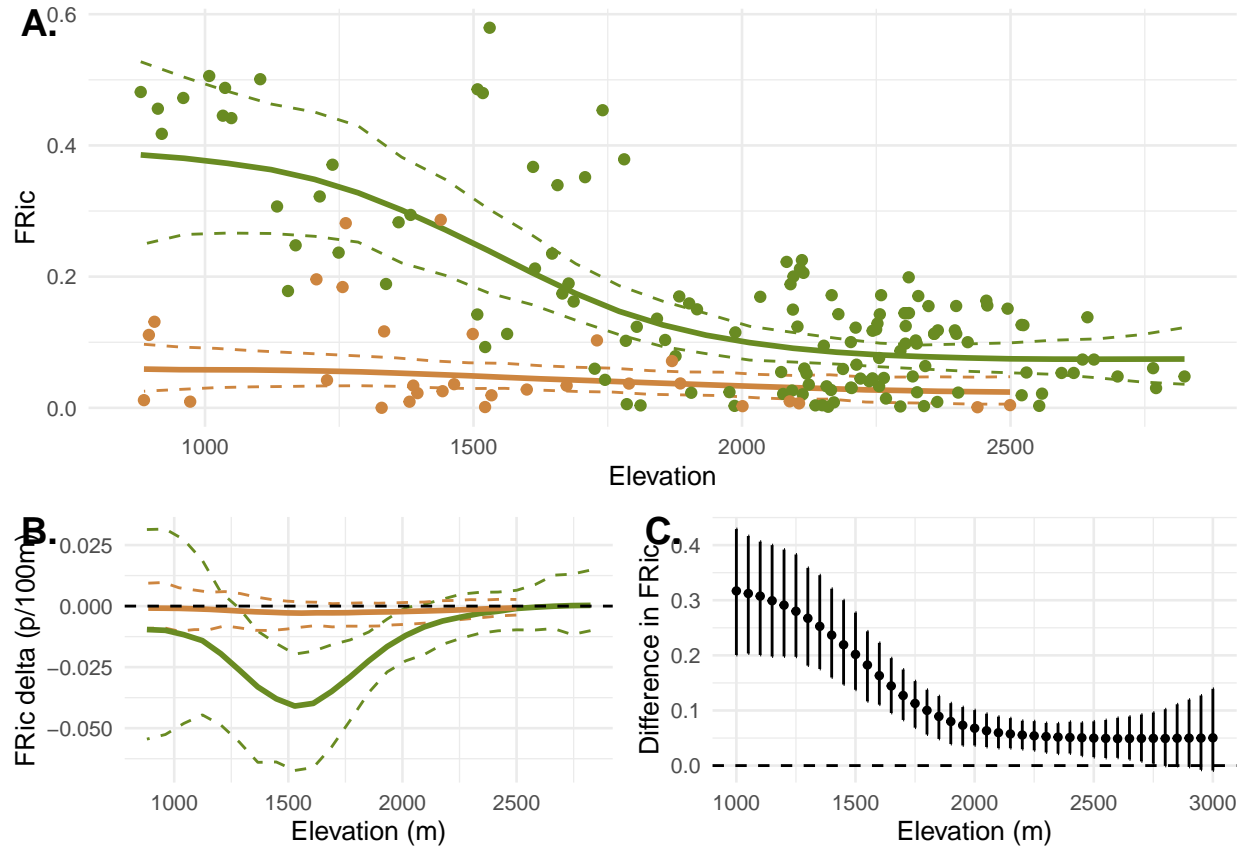 A.
FRic
0.6
0.4
0.2
0.0
1000 1500 2000 2500
Elevation
B.
FRic delta (p/100m)
0.025
0.000
−0.025
−0.050
1000 1500 2000 2500
Elevation (m)
C.
Difference in FRic
0.4
0.3
0.2
0.1
0.0
1000 1500 2000 2500 3000
Elevation (m)